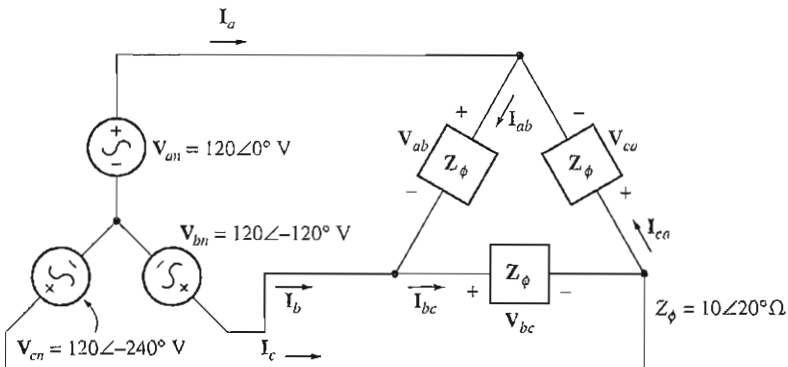 I_a
V_an = 120∠0° V
+
−
+
V_ab
I_ab
Z_ϕ
−
−
V_ca
Z_ϕ
+
I_ca
V_bn = 120∠−120° V
I_b
I_bc
+
Z_ϕ
−
V_bc
Z_ϕ = 10∠20°Ω
V_cn = 120∠−240° V
I_c